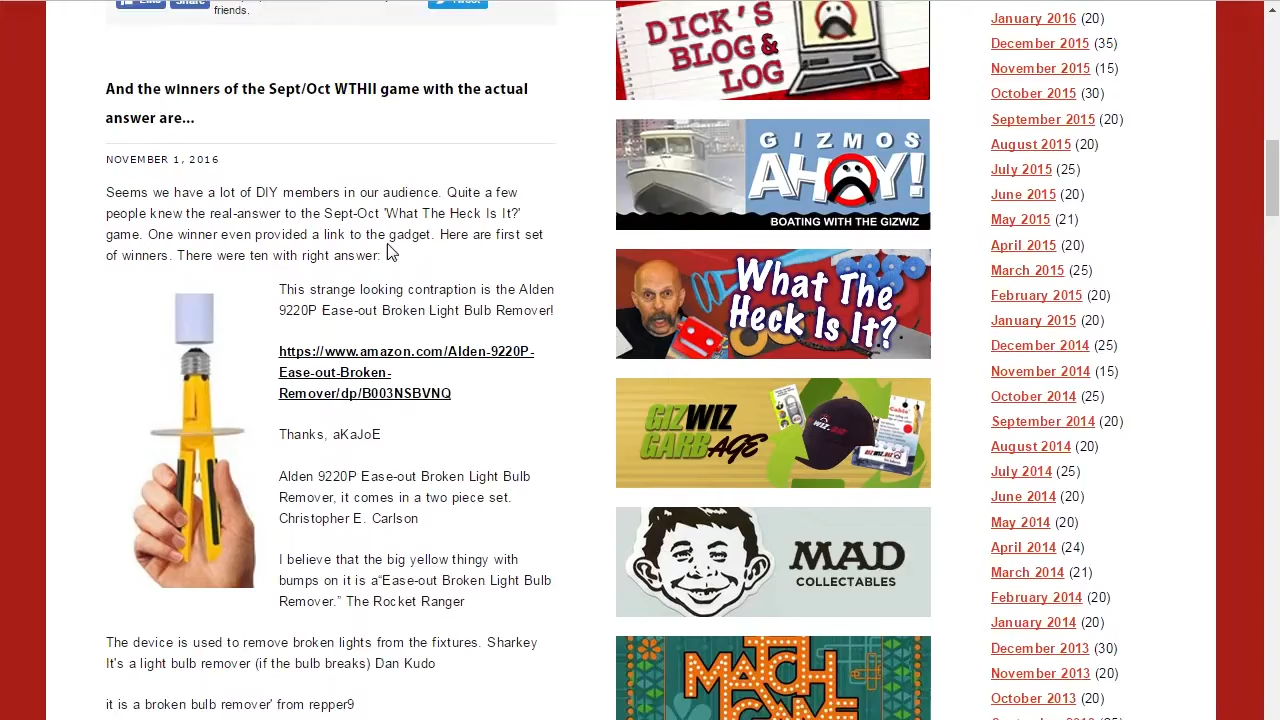 Like
Share
friends.
Tweet
And the winners of the Sept/Oct WTHII game with the actual
answer are...
NOVEMBER 1, 2016
Seems we have a lot of DIY members in our audience. Quite a few
people knew the real-answer to the Sept-Oct 'What The Heck Is It?'
game. One winner even provided a link to the gadget. Here are first set
of winners. There were ten with right answer:
This strange looking contraption is the Alden
9220P Ease-out Broken Light Bulb Remover!
https://www.amazon.com/Alden-9220P-
Ease-out-Broken-
Remover/dp/B003NSBVNQ
Thanks, aKaJoE
Alden 9220P Ease-out Broken Light Bulb
Remover, it comes in a two piece set.
Christopher E. Carlson
I believe that the big yellow thingy with
bumps on it is a“Ease-out Broken Light Bulb
Remover.” The Rocket Ranger
The device is used to remove broken lights from the fixtures. Sharkey
It's a light bulb remover (if the bulb breaks) Dan Kudo
it is a broken bulb remover' from repper9
DICK'S
BLOG &
LOG
GIZMOS
AHOY!
BOATING WITH THE GIZWIZ
What The
Heck Is It?
GIZWIZ
GARBAGE
MAD
COLLECTABLES
MATCH
GAME
January 2016 (20)
December 2015 (35)
November 2015 (15)
October 2015 (30)
September 2015 (20)
August 2015 (20)
July 2015 (25)
June 2015 (20)
May 2015 (21)
April 2015 (20)
March 2015 (25)
February 2015 (20)
January 2015 (20)
December 2014 (25)
November 2014 (15)
October 2014 (25)
September 2014 (20)
August 2014 (20)
July 2014 (25)
June 2014 (20)
May 2014 (20)
April 2014 (24)
March 2014 (21)
February 2014 (20)
January 2014 (20)
December 2013 (30)
November 2013 (20)
October 2013 (20)